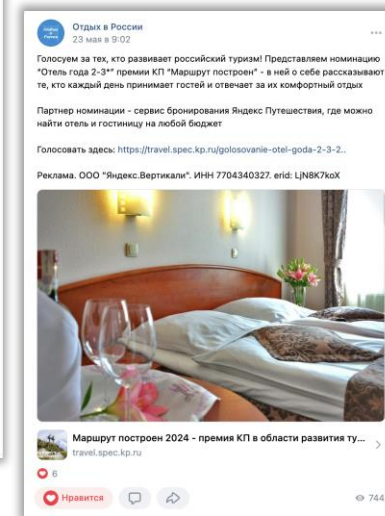 Отдых в России
23 мая в 9:02
Голосуем за тех, кто развивает российский туризм! Представляем номинацию
"Отель года 2-3*" премии КП "Маршрут построен" - в ней о себе рассказывают
те, кто каждый день принимает гостей и отвечает за их комфортный отдых
Партнер номинации - сервис бронирования Яндекс Путешествия, где можно
найти отель и гостиницу на любой бюджет
Голосовать здесь: https://travel.spec.kp.ru/golosovanie-otel-goda-2-3-2..
Реклама. ООО "Яндекс.Вертикали". ИНН 7704340327. erid: LjN8K7koX
Маршрут построен 2024 - премия КП в области развития ту...
travel.spec.kp.ru
6
Нравится
744